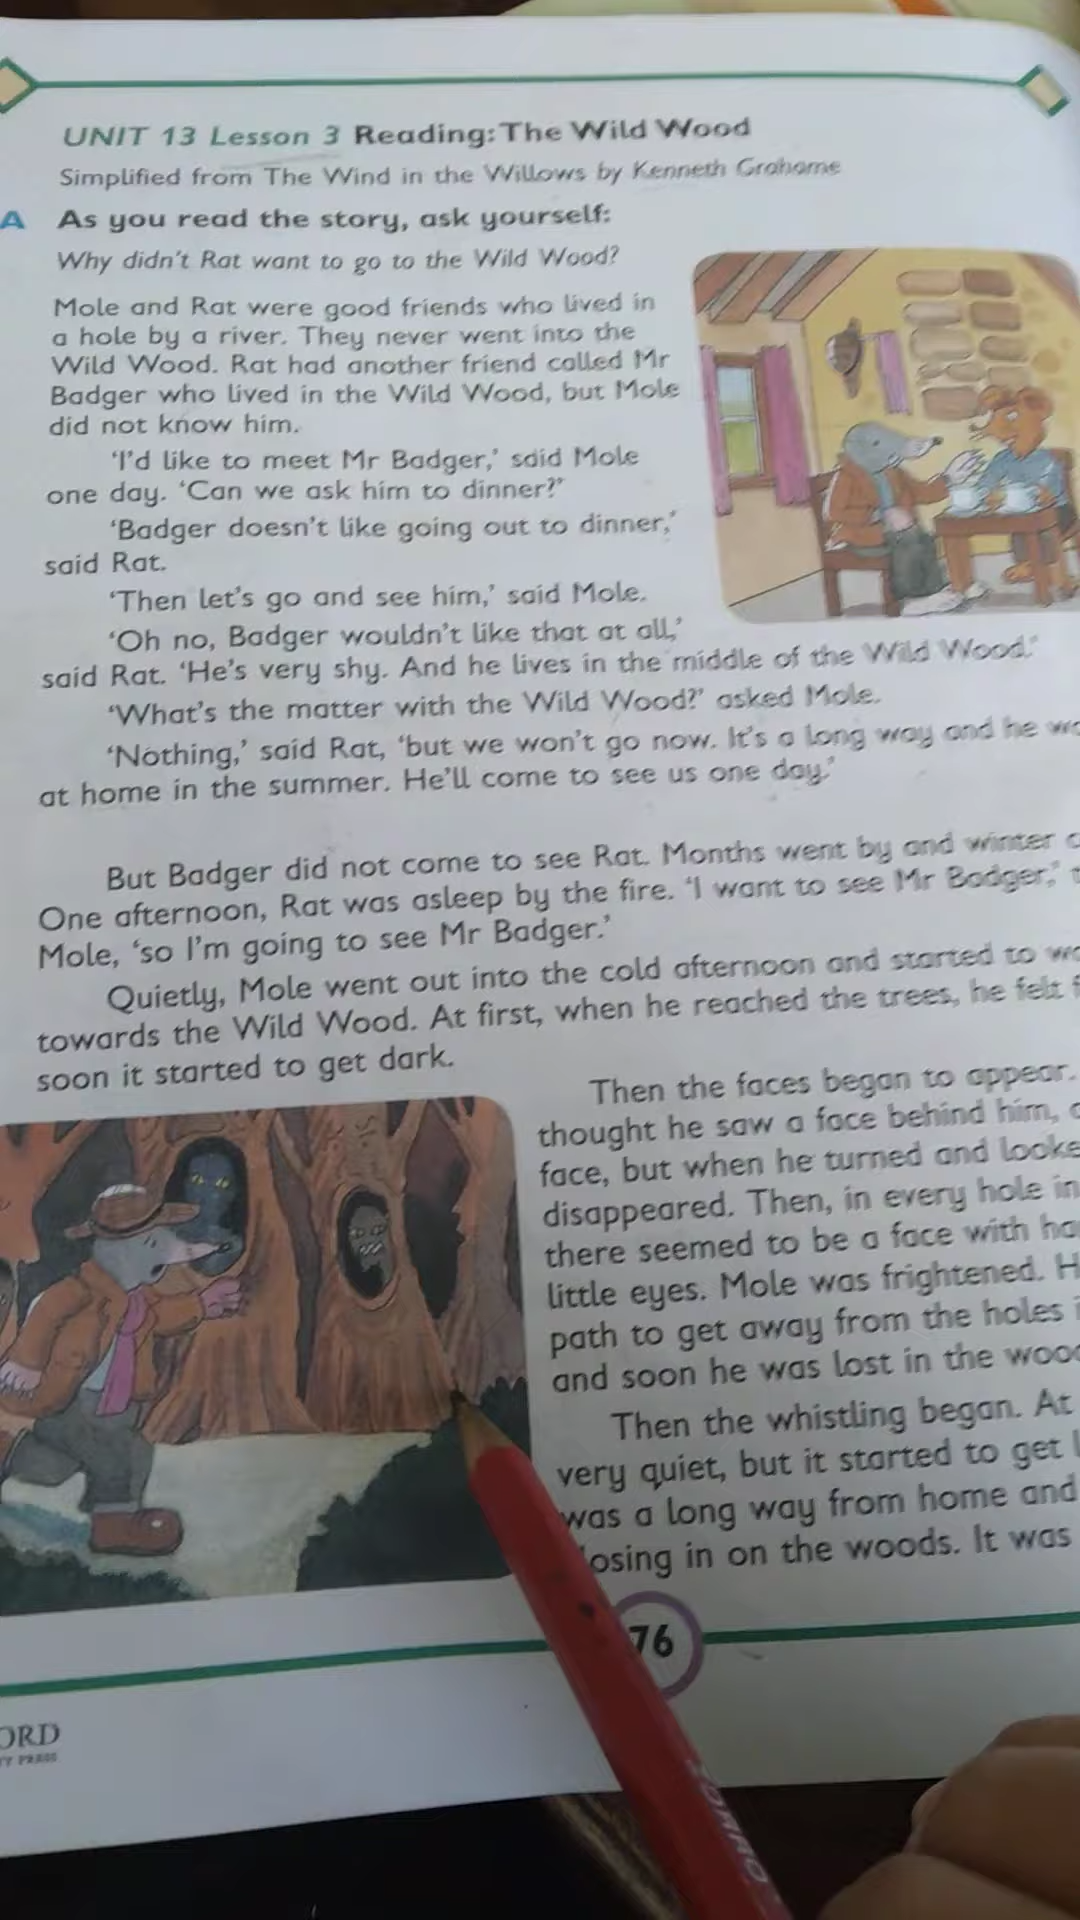 UNIT 13 Lesson 3 Reading: The Wild Wood
Simplified from The Wind in the Willows by Kenneth Grahame
A As you read the story, ask yourself:
Why didn't Rat want to go to the Wild Wood?
Mole and Rat were good friends who lived in
a hole by a river. They never went into the
Wild Wood. Rat had another friend called Mr
Badger who lived in the Wild Wood, but Mole
did not know him.
'I'd like to meet Mr Badger,' said Mole
one day. 'Can we ask him to dinner?'
'Badger doesn't like going out to dinner,'
said Rat.
'Then let's go and see him,' said Mole.
'Oh no, Badger wouldn't like that at all,'
said Rat. 'He's very shy. And he lives in the middle of the Wild Wood.'
'What's the matter with the Wild Wood?' asked Mole.
'Nothing,' said Rat, 'but we won't go now. It's a long way and he
at home in the summer. He'll come to see us one day.'
But Badger did not come to see Rat. Months went by and winter
One afternoon, Rat was asleep by the fire. 'I want to see Mr Badger,'
Mole, 'so I'm going to see Mr Badger.'
Quietly, Mole went out into the cold afternoon and started to
towards the Wild Wood. At first, when he reached the trees, he felt
soon it started to get dark.
Then the faces began to appear.
thought he saw a face behind him,
face, but when he turned and
disappeared. Then, in every hole in
there seemed to be a face with
little eyes. Mole was frightened.
path to get away from the holes
and soon he was lost in the
Then the whistling began. At
very quiet, but it started to get
was a long way from home and
osing in on the woods. It was
76
ORD
TY PRESS